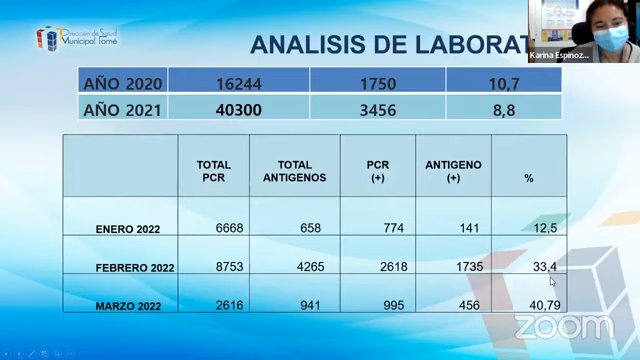 Dirección de Salud
Municipal Tomé
ANALISIS DE LABORAT
Karina Espinoz...
AÑO 2020 16244 1750 10,7
AÑO 2021 40300 3456 8,8
TOTAL PCR TOTAL ANTIGENOS PCR (+) ANTIGENO (+) %
ENERO 2022 6668 658 774 141 12,5
FEBRERO 2022 8753 4265 2618 1735 33,4
MARZO 2022 2616 941 995 456 40,79
zoom